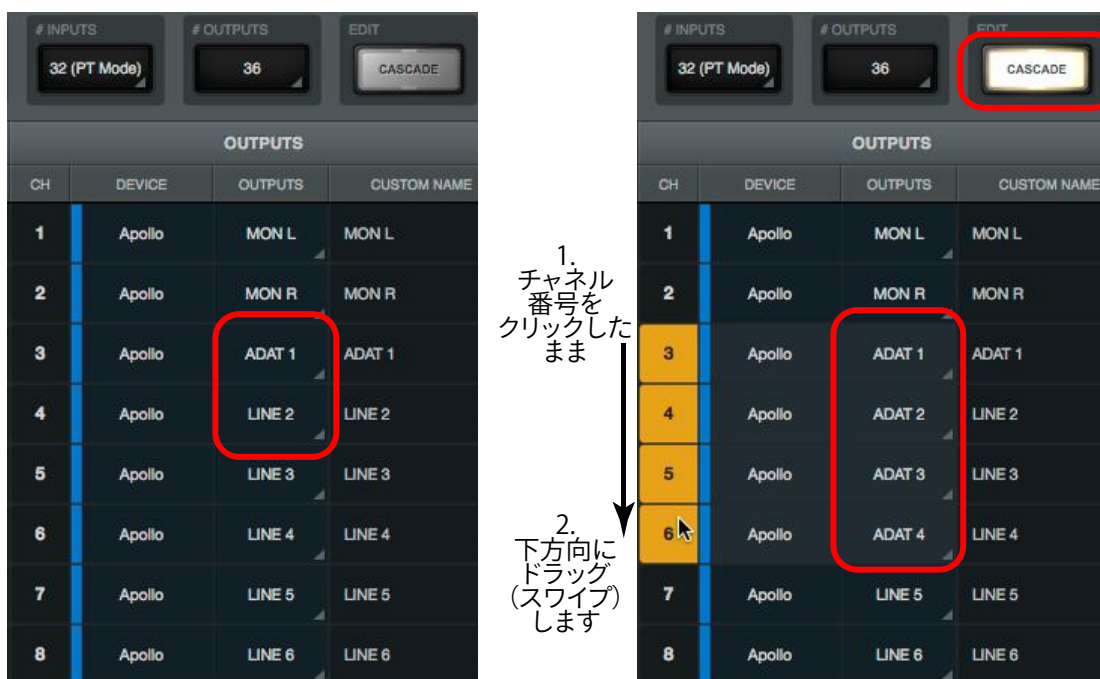 # INPUTS # OUTPUTS EDIT
32 (PT Mode) 36 CASCADE
OUTPUTS
CH DEVICE OUTPUTS CUSTOM NAME
1 Apollo MON L MON L
2 Apollo MON R MON R
3 Apollo ADAT 1 ADAT 1
4 Apollo LINE 2 LINE 2
5 Apollo LINE 3 LINE 3
6 Apollo LINE 4 LINE 4
7 Apollo LINE 5 LINE 5
8 Apollo LINE 6 LINE 6
1.
チャネル
番号を
クリックした
まま
2.
下方向に
ドラッグ
（スワイプ）
します
# INPUTS # OUTPUTS EDIT
32 (PT Mode) 36 CASCADE
OUTPUTS
CH DEVICE OUTPUTS CUSTOM NAME
1 Apollo MON L MON L
2 Apollo MON R MON R
3 Apollo ADAT 1 ADAT 1
4 Apollo ADAT 2 LINE 2
5 Apollo ADAT 3 LINE 3
6 Apollo ADAT 4 LINE 4
7 Apollo LINE 5 LINE 5
8 Apollo LINE 6 LINE 6